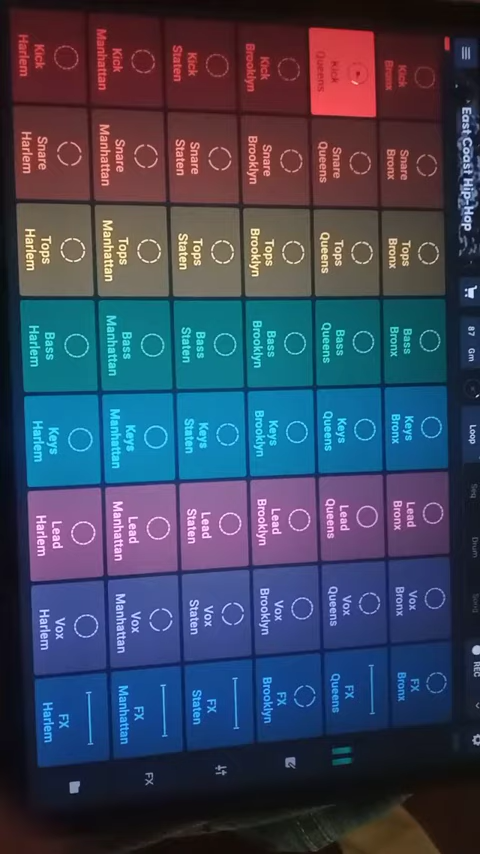 East Coast Hip-Hop
87 Gm
Loop
Seq
Drum
Song
REC
Kick
Bronx
Snare
Bronx
Tops
Bronx
Bass
Bronx
Keys
Bronx
Lead
Bronx
Vox
Bronx
FX
Bronx
Kick
Queens
Snare
Queens
Tops
Queens
Bass
Queens
Keys
Queens
Lead
Queens
Vox
Queens
FX
Queens
Kick
Brooklyn
Snare
Brooklyn
Tops
Brooklyn
Bass
Brooklyn
Keys
Brooklyn
Lead
Brooklyn
Vox
Brooklyn
FX
Brooklyn
Kick
Staten
Snare
Staten
Tops
Staten
Bass
Staten
Keys
Staten
Lead
Staten
Vox
Staten
FX
Staten
Kick
Manhattan
Snare
Manhattan
Tops
Manhattan
Bass
Manhattan
Keys
Manhattan
Lead
Manhattan
Vox
Manhattan
FX
Manhattan
Kick
Harlem
Snare
Harlem
Tops
Harlem
Bass
Harlem
Keys
Harlem
Lead
Harlem
Vox
Harlem
FX
Harlem
FX